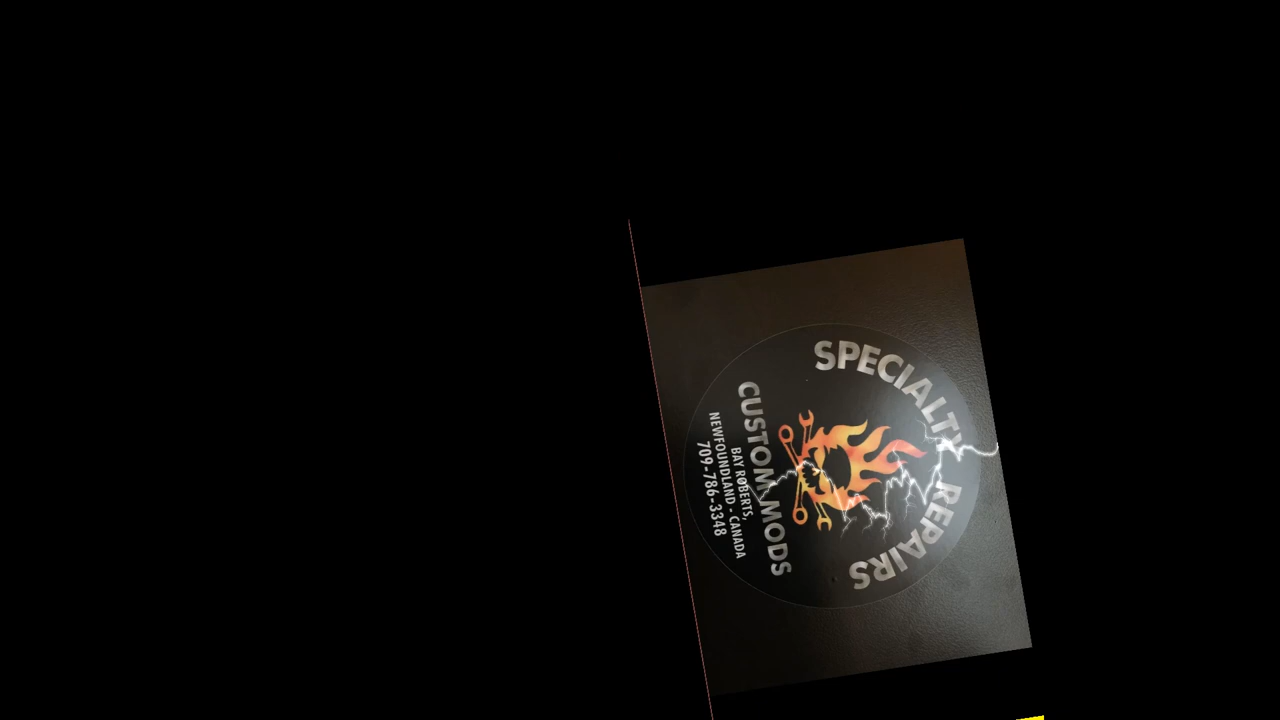 SPECIALTY REPAIRS
CUSTOM MODS
BAY ROBERTS,
NEWFOUNDLAND - CANADA
709-786-3348